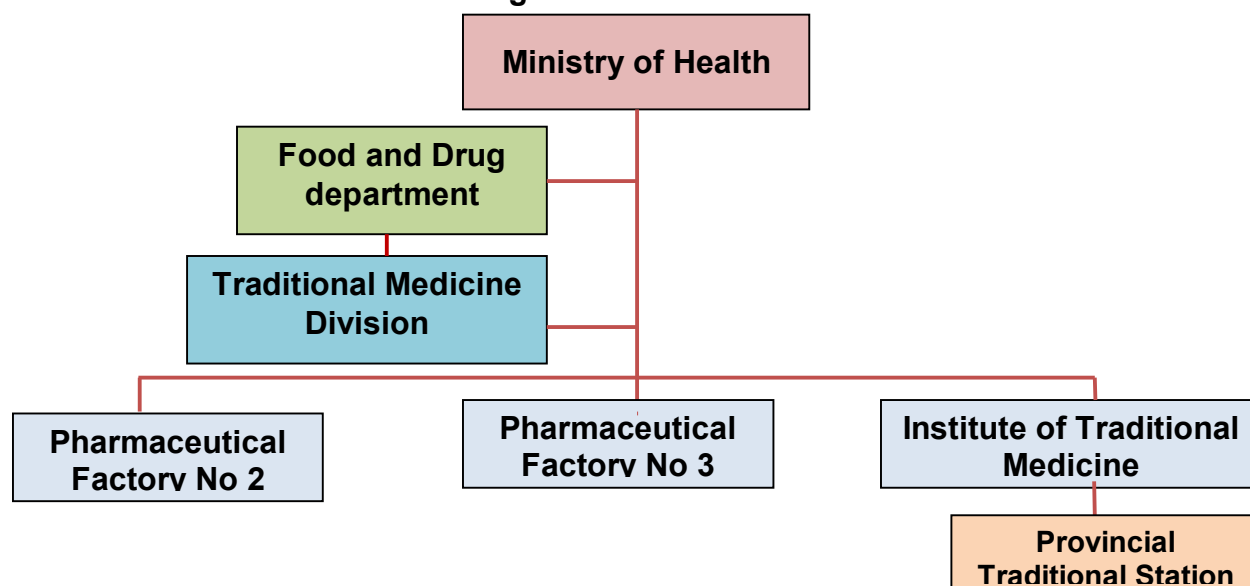 Ministry of Health
Food and Drug
department
Traditional Medicine
Division
Pharmaceutical
Factory No 2
Pharmaceutical
Factory No 3
Institute of Traditional
Medicine
Provincial
Traditional Station